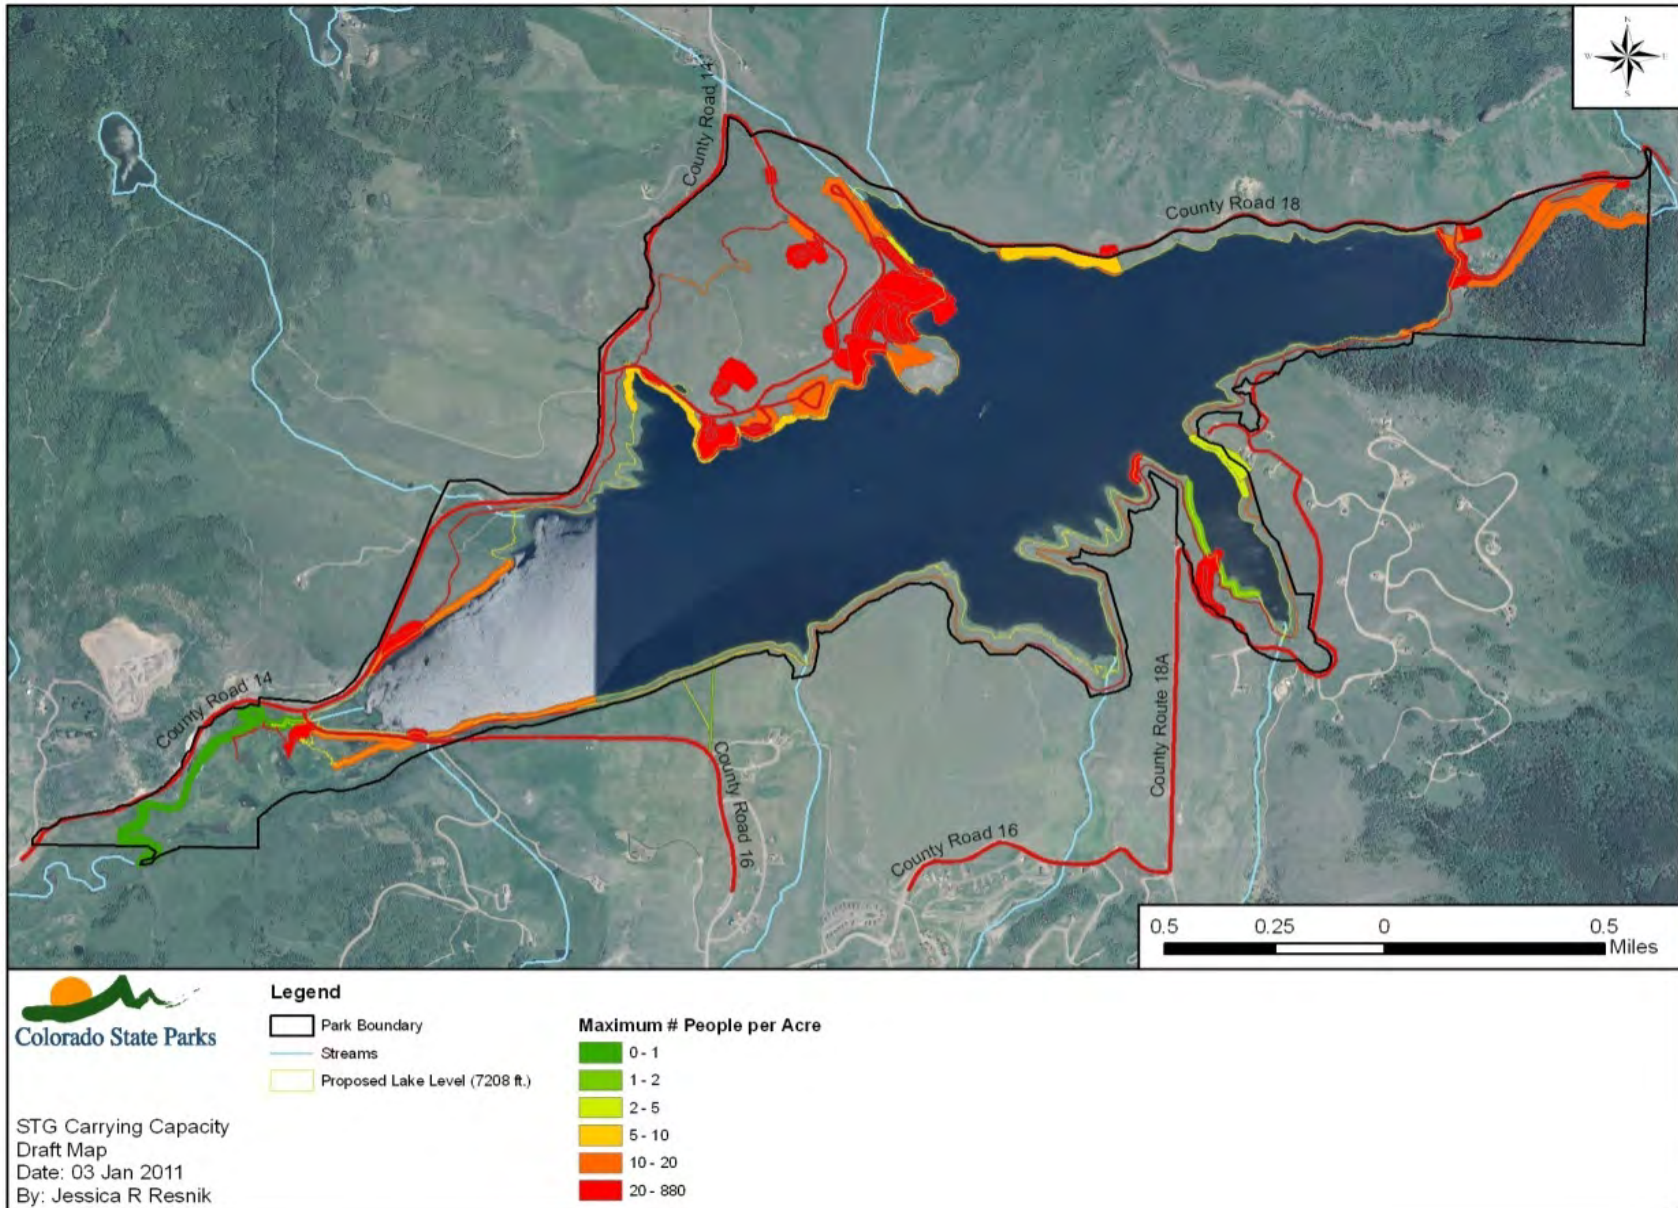 N
W E
S
County Road 14
County Road 18
County Road 14
County Road 16
County Road 16
County Route 18A
0.5 0.25 0 0.5
Miles
Colorado State Parks
STG Carrying Capacity
Draft Map
Date: 03 Jan 2011
By: Jessica R Resnik
Legend
Park Boundary
Streams
Proposed Lake Level (7208 ft.)
Maximum # People per Acre
0 - 1
1 - 2
2 - 5
5 - 10
10 - 20
20 - 880